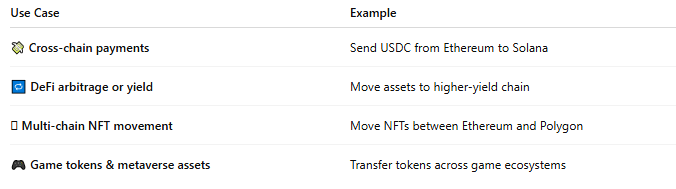 Use Case Example
💸 Cross-chain payments Send USDC from Ethereum to Solana
🔁 DeFi arbitrage or yield Move assets to higher-yield chain
Multi-chain NFT movement Move NFTs between Ethereum and Polygon
🎮 Game tokens & metaverse assets Transfer tokens across game ecosystems